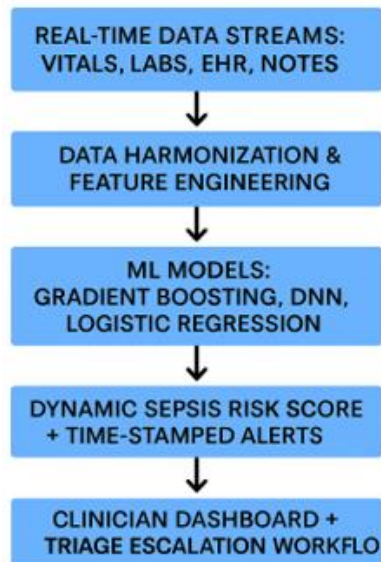 REAL-TIME DATA STREAMS:
VITALS, LABS, EHR, NOTES
DATA HARMONIZATION &
FEATURE ENGINEERING
ML MODELS:
GRADIENT BOOSTING, DNN,
LOGISTIC REGRESSION
DYNAMIC SEPSIS RISK SCORE
+ TIME-STAMPED ALERTS
CLINICIAN DASHBOARD +
TRIAGE ESCALATION WORKFLO